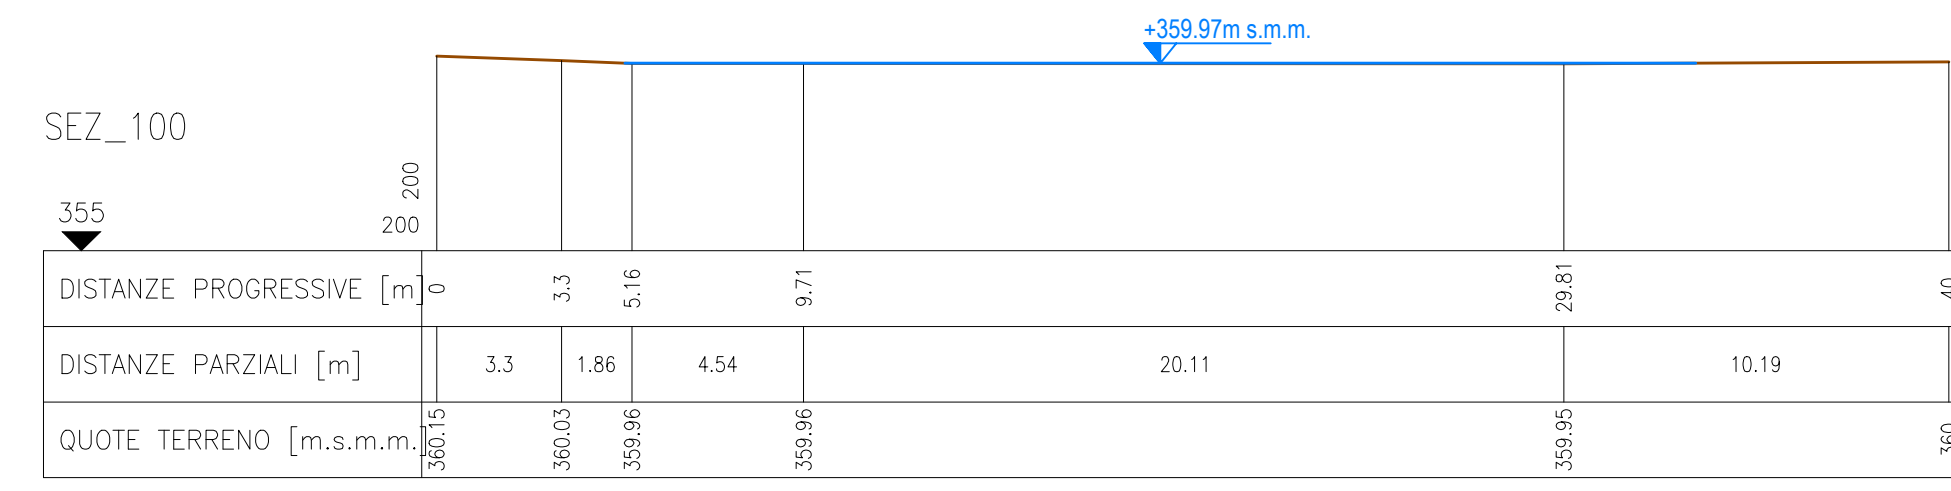 +359.97m s.m.m.
SEZ_100
200
355
200
DISTANZE PROGRESSIVE [m] 0 3.3 5.16 9.71 29.81 40
DISTANZE PARZIALI [m] 3.3 1.86 4.54 20.11 10.19
QUOTE TERRENO [m.s.m.m.] 360.15 360.03 359.96 359.96 359.95 360